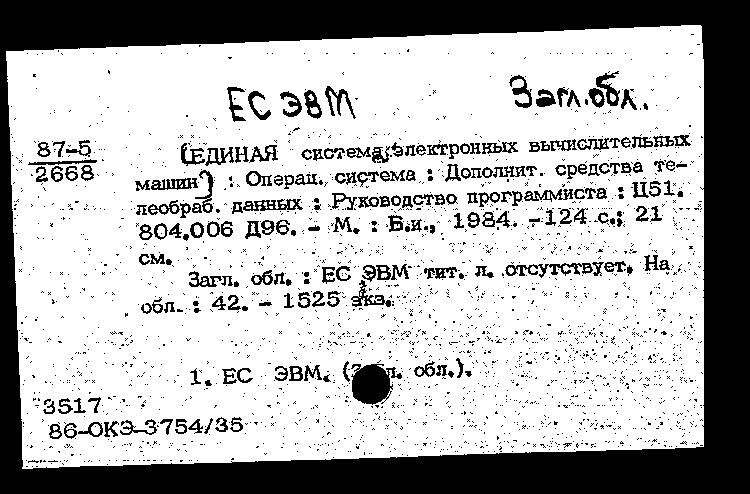 ЕС ЭВМ Загл. обл.
87-5
2668
(ЕДИНАЯ система электронных вычислительных
машин) : Операц. система : Дополнит. средства те-
леобраб. данных : Руководство программиста : Ц51.
804.006 Д96. - М. : Б.и., 1984. -124 с.; 21
см.
Загл. обл. : ЕС ЭВМ тит. л. отсутствует. На
обл. : 42. - 1525 экз.
1. ЕС ЭВМ. ( обл.).
3517
86-ОКЭ-3754/35